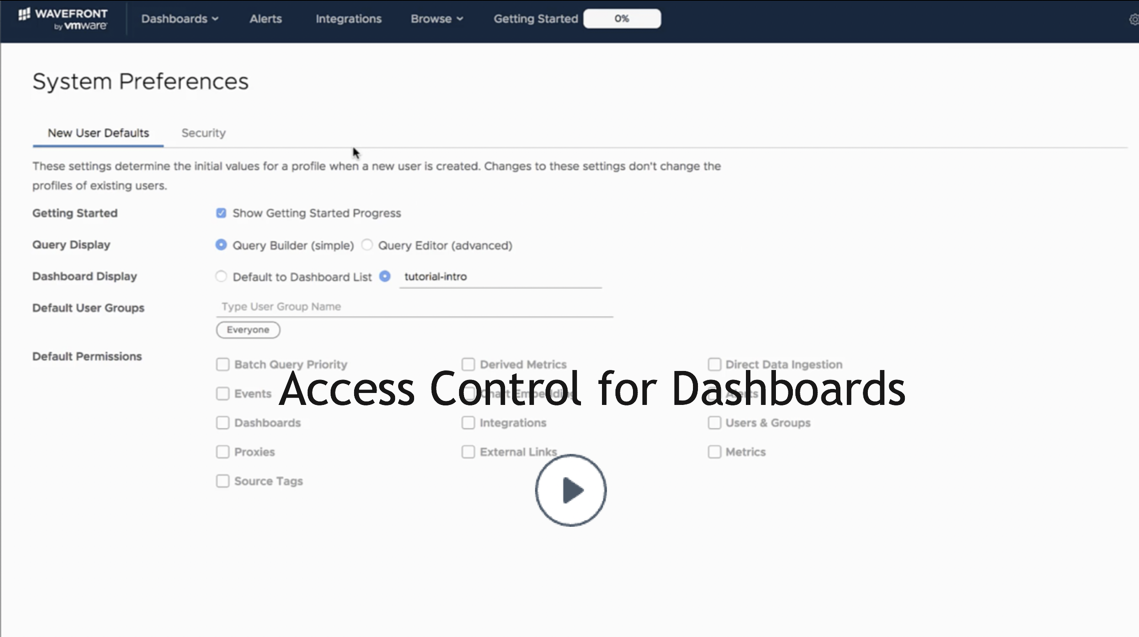 WAVEFRONT
by vmware
Dashboards Alerts Integrations Browse Getting Started 0%
System Preferences
New User Defaults Security
These settings determine the initial values for a profile when a new user is created. Changes to these settings don't change the
profiles of existing users.
Getting Started Show Getting Started Progress
Query Display Query Builder (simple) Query Editor (advanced)
Dashboard Display Default to Dashboard List tutorial-intro
Default User Groups Type User Group Name
Everyone
Default Permissions
Batch Query Priority Derived Metrics Direct Data Ingestion
Events Chart Embedding Alerts
Access Control for Dashboards
Dashboards Integrations Users & Groups
Proxies External Links Metrics
Source Tags